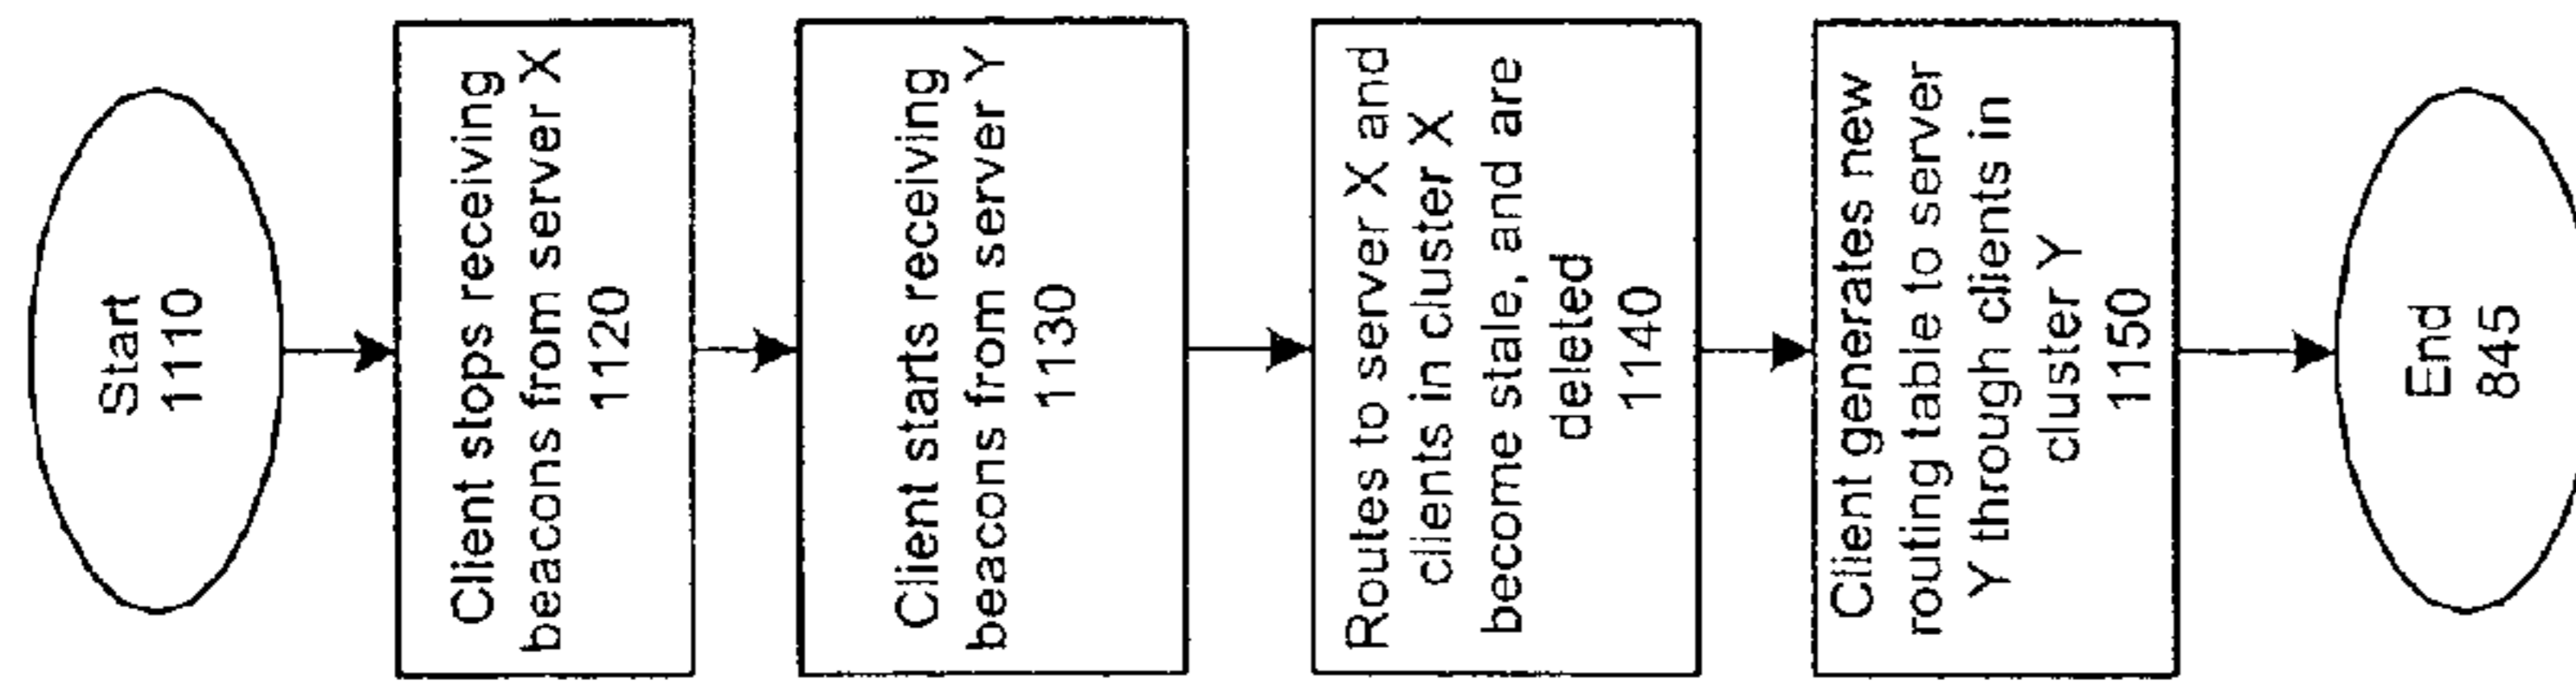 Start
1110
Client stops receiving
beacons from server X
1120
Client starts receiving
beacons from server Y
1130
Routes to server X and
clients in cluster X
become stale, and are
deleted
1140
Client generates new
routing table to server
Y through clients in
cluster Y
1150
End
845